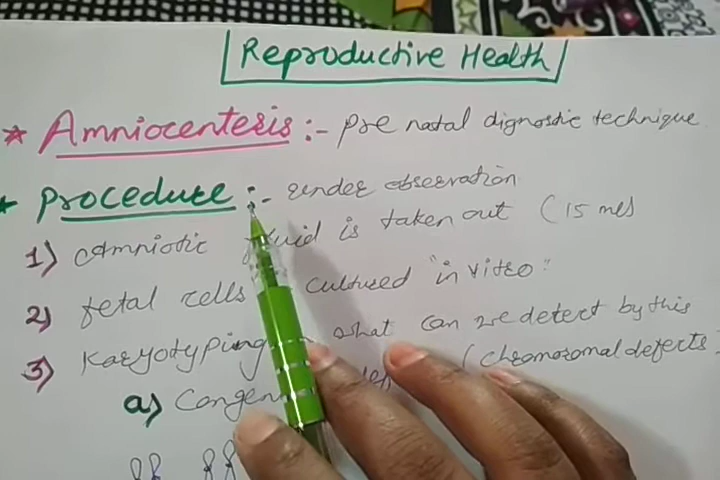 Reproductive Health
* Amniocentesis :- pre natal dignostic technique
* Procedure :- under observation
1) Amniotic fluid is taken out (15 ml)
2) fetal cells cultured "in vitro"
3) Karyotyping what can we detect by this
a) (chromosomal defects